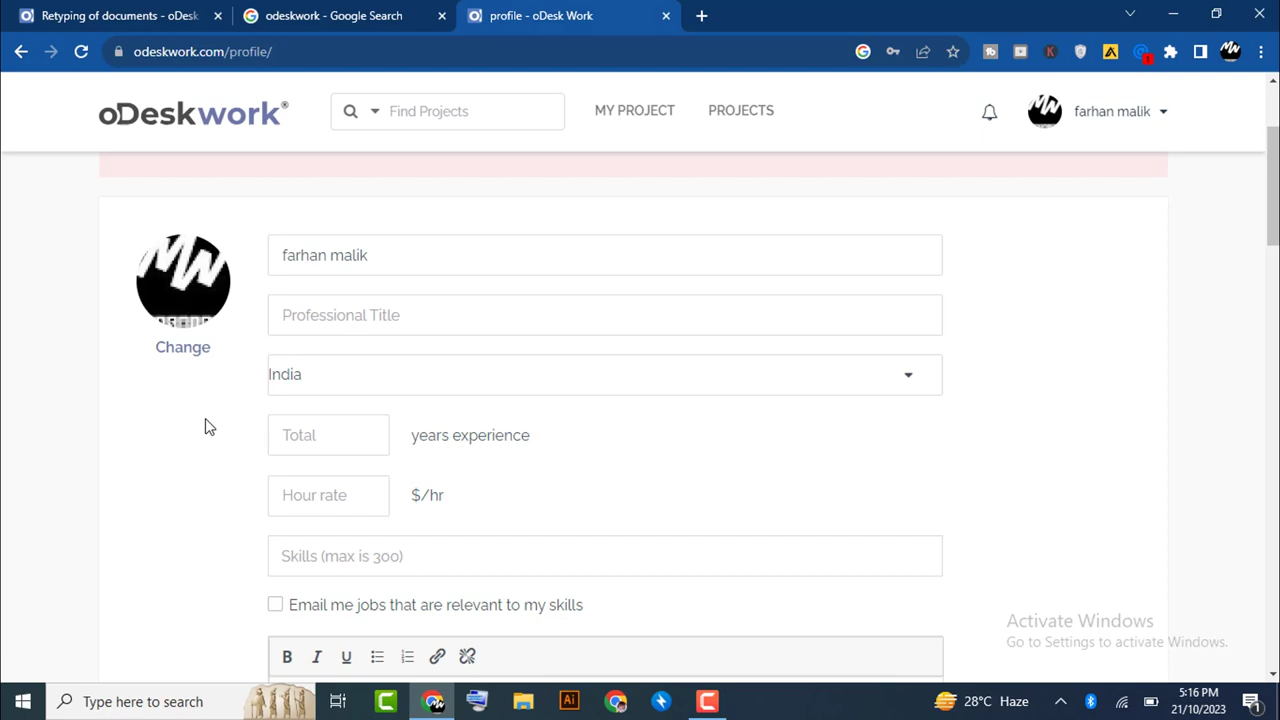 Retyping of documents - oDesk
odeskwork - Google Search
profile - oDesk Work
odeskwork.com/profile/
oDeskwork®
Find Projects
MY PROJECT
PROJECTS
farhan malik
farhan malik
Professional Title
Change
India
Total
years experience
Hour rate
$/hr
Skills (max is 300)
Email me jobs that are relevant to my skills
B I U
Activate Windows
Go to Settings to activate Windows.
Type here to search
28°C Haze
5:16 PM
21/10/2023